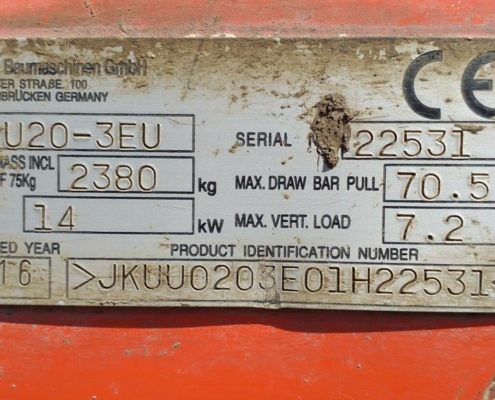 Baumaschinen GmbH
ER STRAßE. 100
BRÜCKEN GERMANY
CE
U20-3EU SERIAL 22531
MASS INCL
F 75Kg 2380 kg MAX. DRAW BAR PULL 70.5
14 kW MAX. VERT. LOAD 7.2
ED YEAR PRODUCT IDENTIFICATION NUMBER
16 >JKUU0203E01H22531